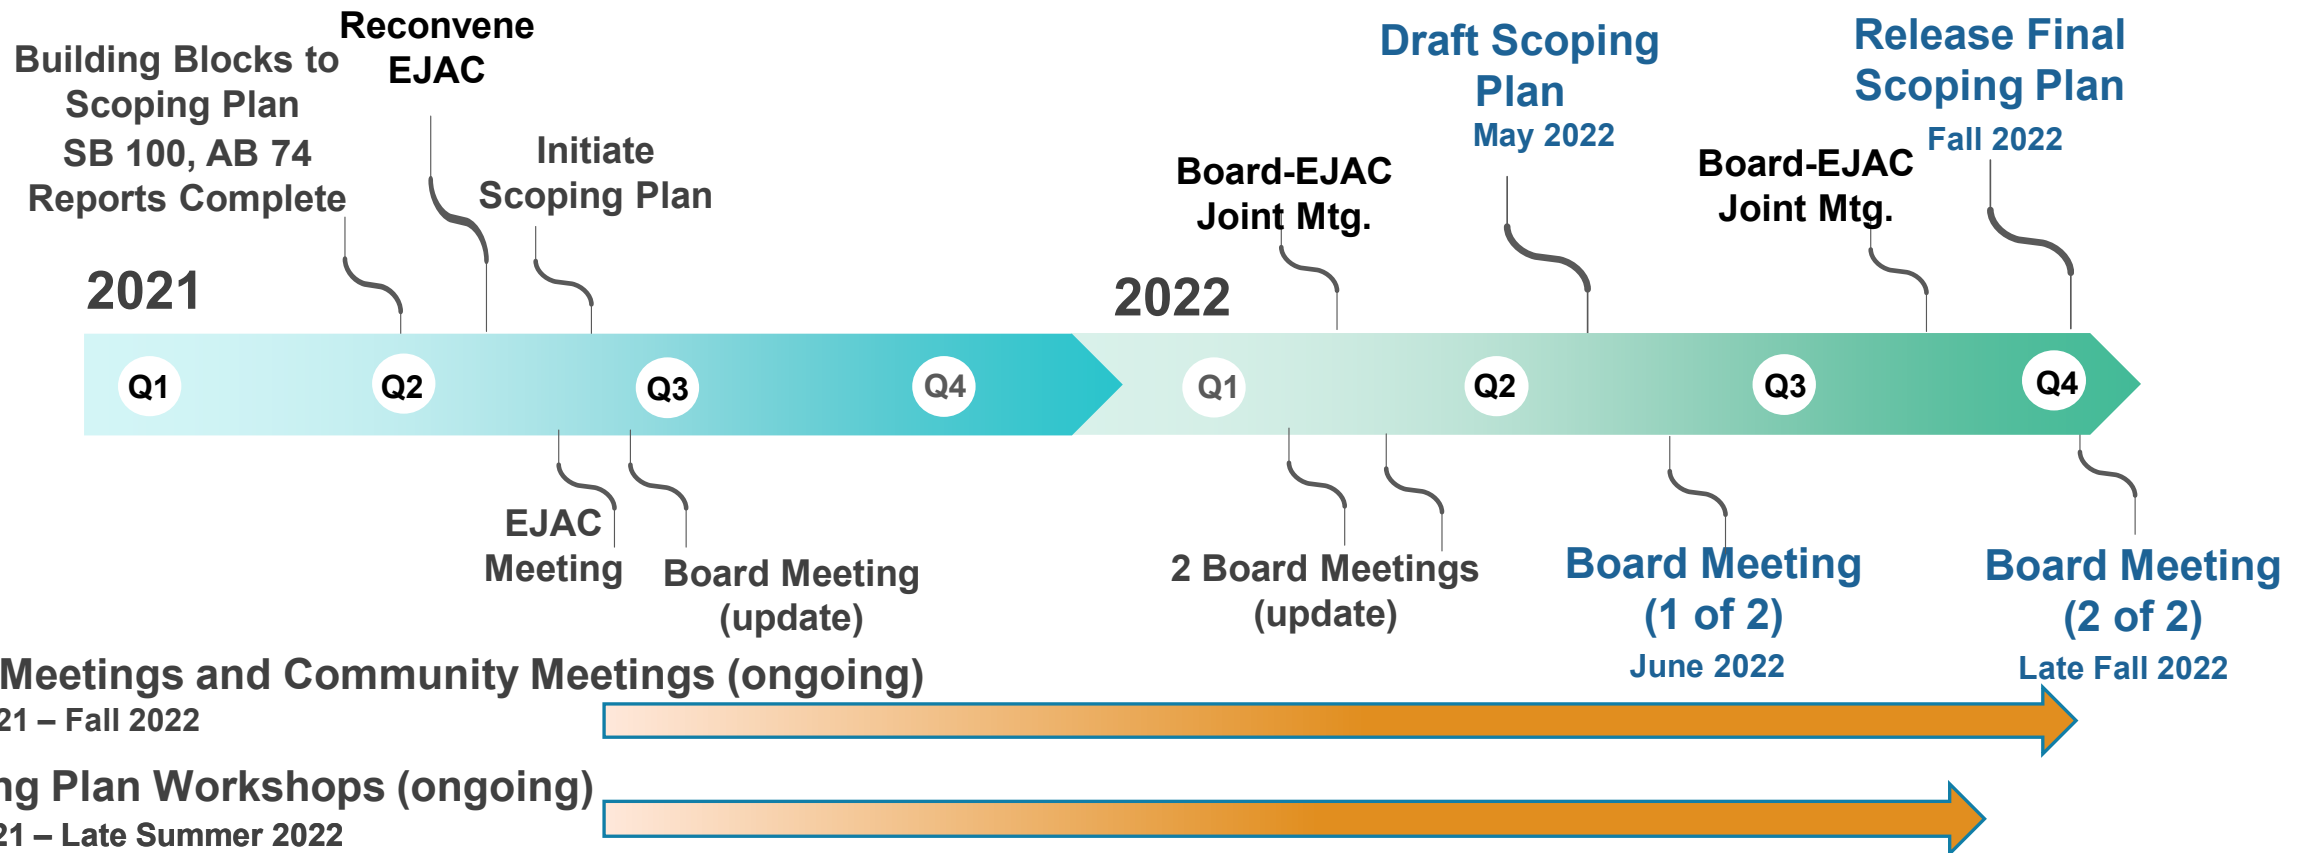 Reconvene
EJAC
Building Blocks to
Scoping Plan
SB 100, AB 74
Reports Complete
Initiate
Scoping Plan
Board-EJAC
Joint Mtg.
Draft Scoping
Plan
May 2022
Board-EJAC
Joint Mtg.
Release Final
Scoping Plan
Fall 2022
2021
2022
Q1
Q2
Q3
Q4
Q1
Q2
Q3
Q4
EJAC
Meeting
Board Meeting
(update)
2 Board Meetings
(update)
Board Meeting
(1 of 2)
June 2022
Board Meeting
(2 of 2)
Late Fall 2022
Meetings and Community Meetings (ongoing)
21 – Fall 2022
ng Plan Workshops (ongoing)
21 – Late Summer 2022